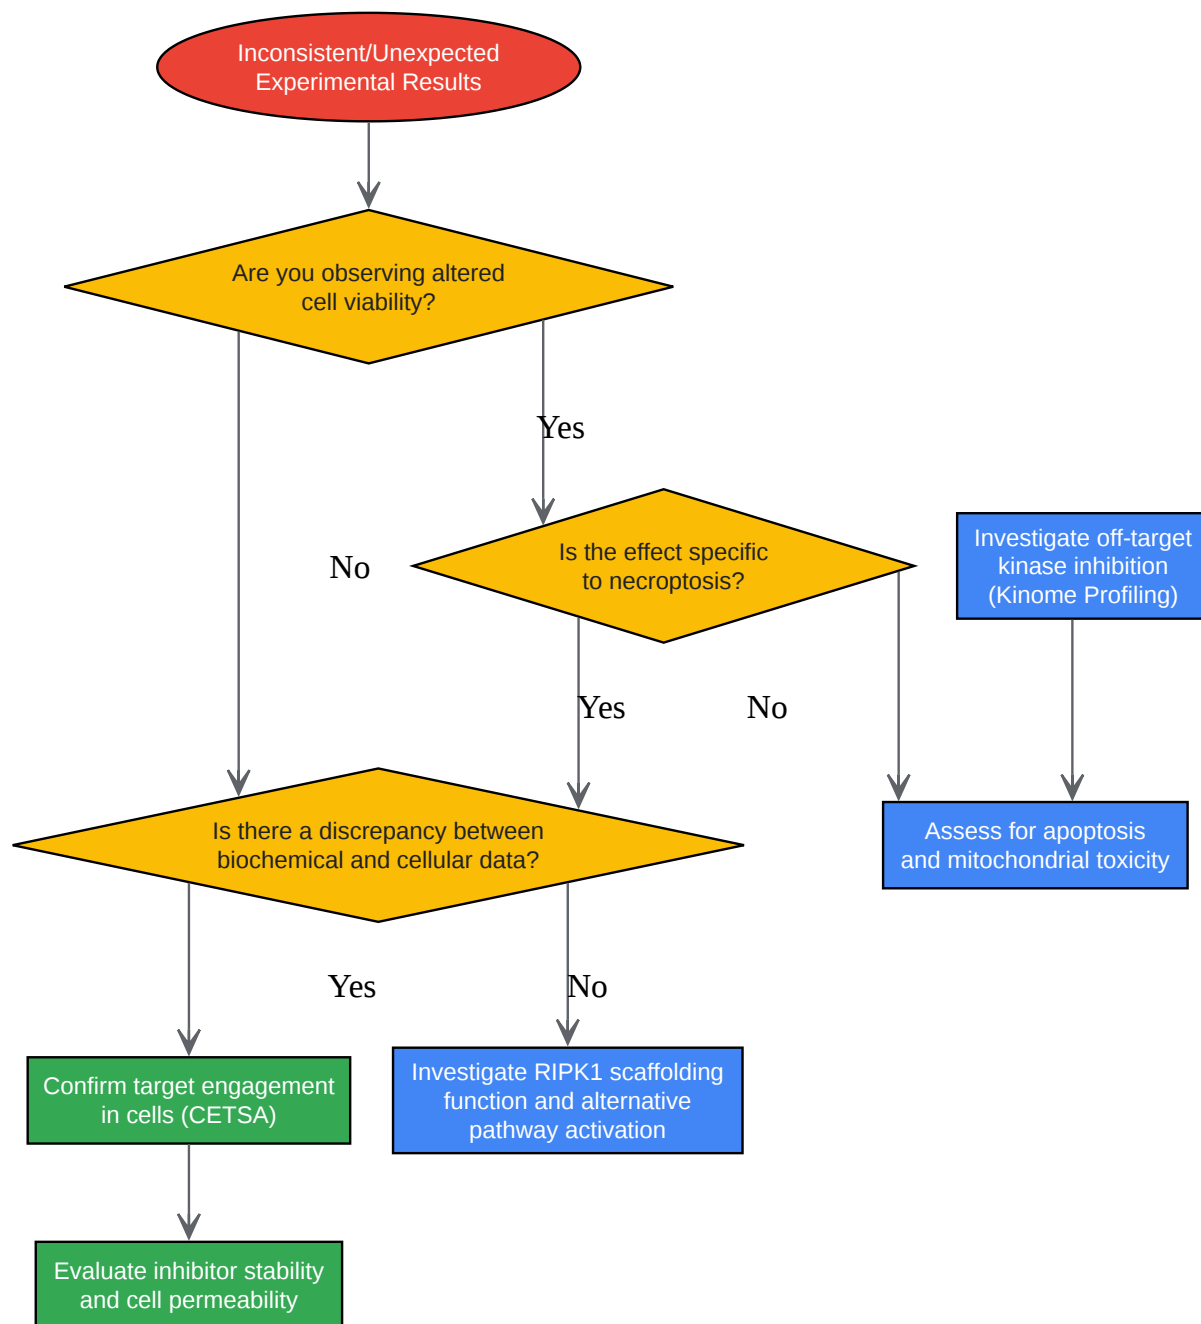 Inconsistent/Unexpected
Experimental Results
Are you observing altered
cell viability?
Yes
No
Is the effect specific
to necroptosis?
Investigate off-target
kinase inhibition
(Kinome Profiling)
Yes
No
Is there a discrepancy between
biochemical and cellular data?
Assess for apoptosis
and mitochondrial toxicity
Yes
No
Confirm target engagement
in cells (CETSA)
Investigate RIPK1 scaffolding
function and alternative
pathway activation
Evaluate inhibitor stability
and cell permeability